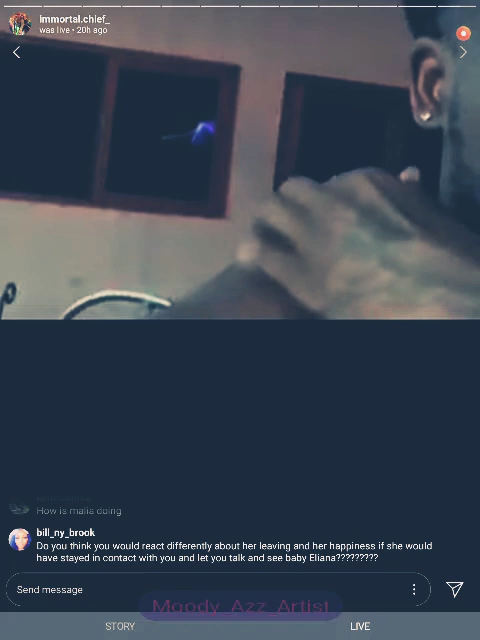 immortal.chief_
was live • 20h ago
How is malia doing
bill_ny_brook
Do you think you would react differently about her leaving and her happiness if she would
have stayed in contact with you and let you talk and see baby Eliana?????????
Send message
Moody_Azz_Artist
STORY
LIVE